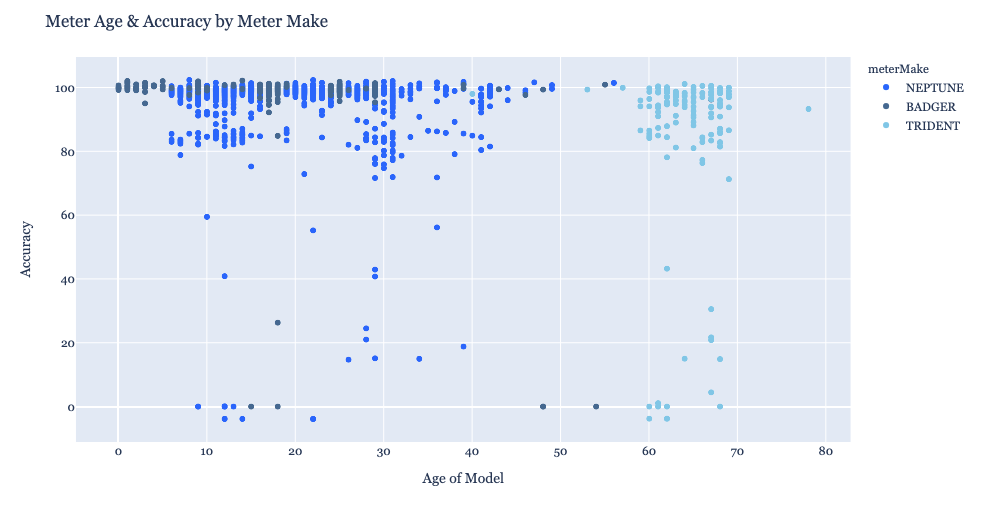 Meter Age & Accuracy by Meter Make
meterMake
NEPTUNE
BADGER
TRIDENT
Accuracy
100
80
60
40
20
0
0 10 20 30 40 50 60 70 80
Age of Model